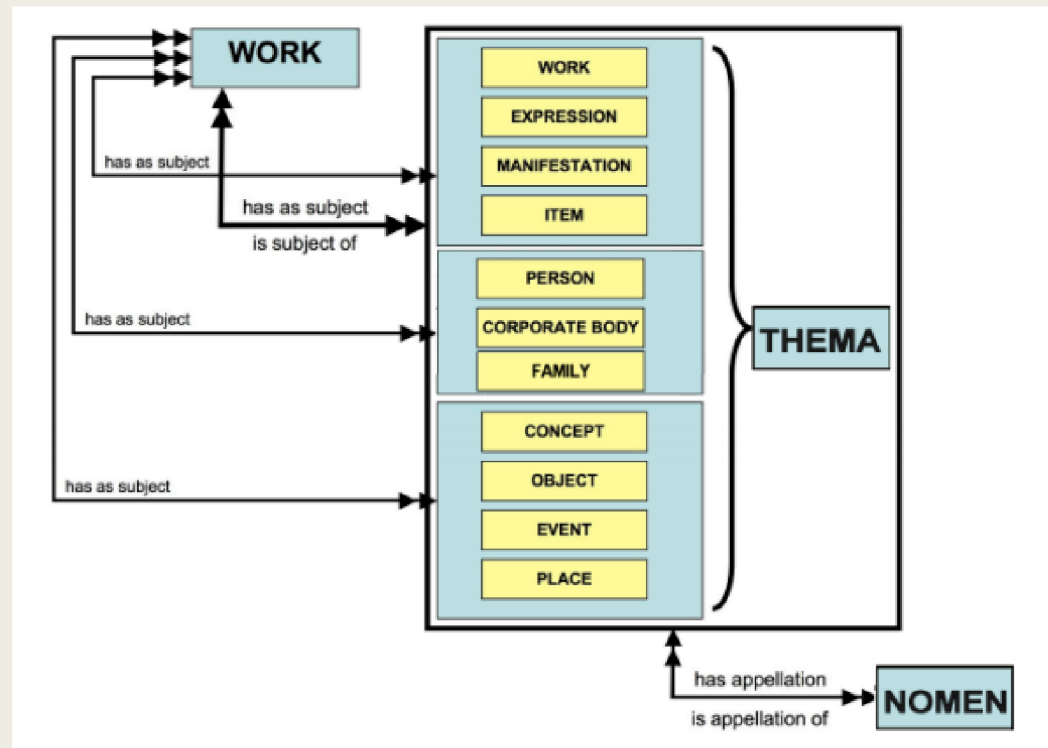 WORK
WORK
EXPRESSION
MANIFESTATION
ITEM
has as subject
has as subject
is subject of
PERSON
CORPORATE BODY
FAMILY
has as subject
THEMA
CONCEPT
OBJECT
EVENT
PLACE
has as subject
has appellation
is appellation of
NOMEN